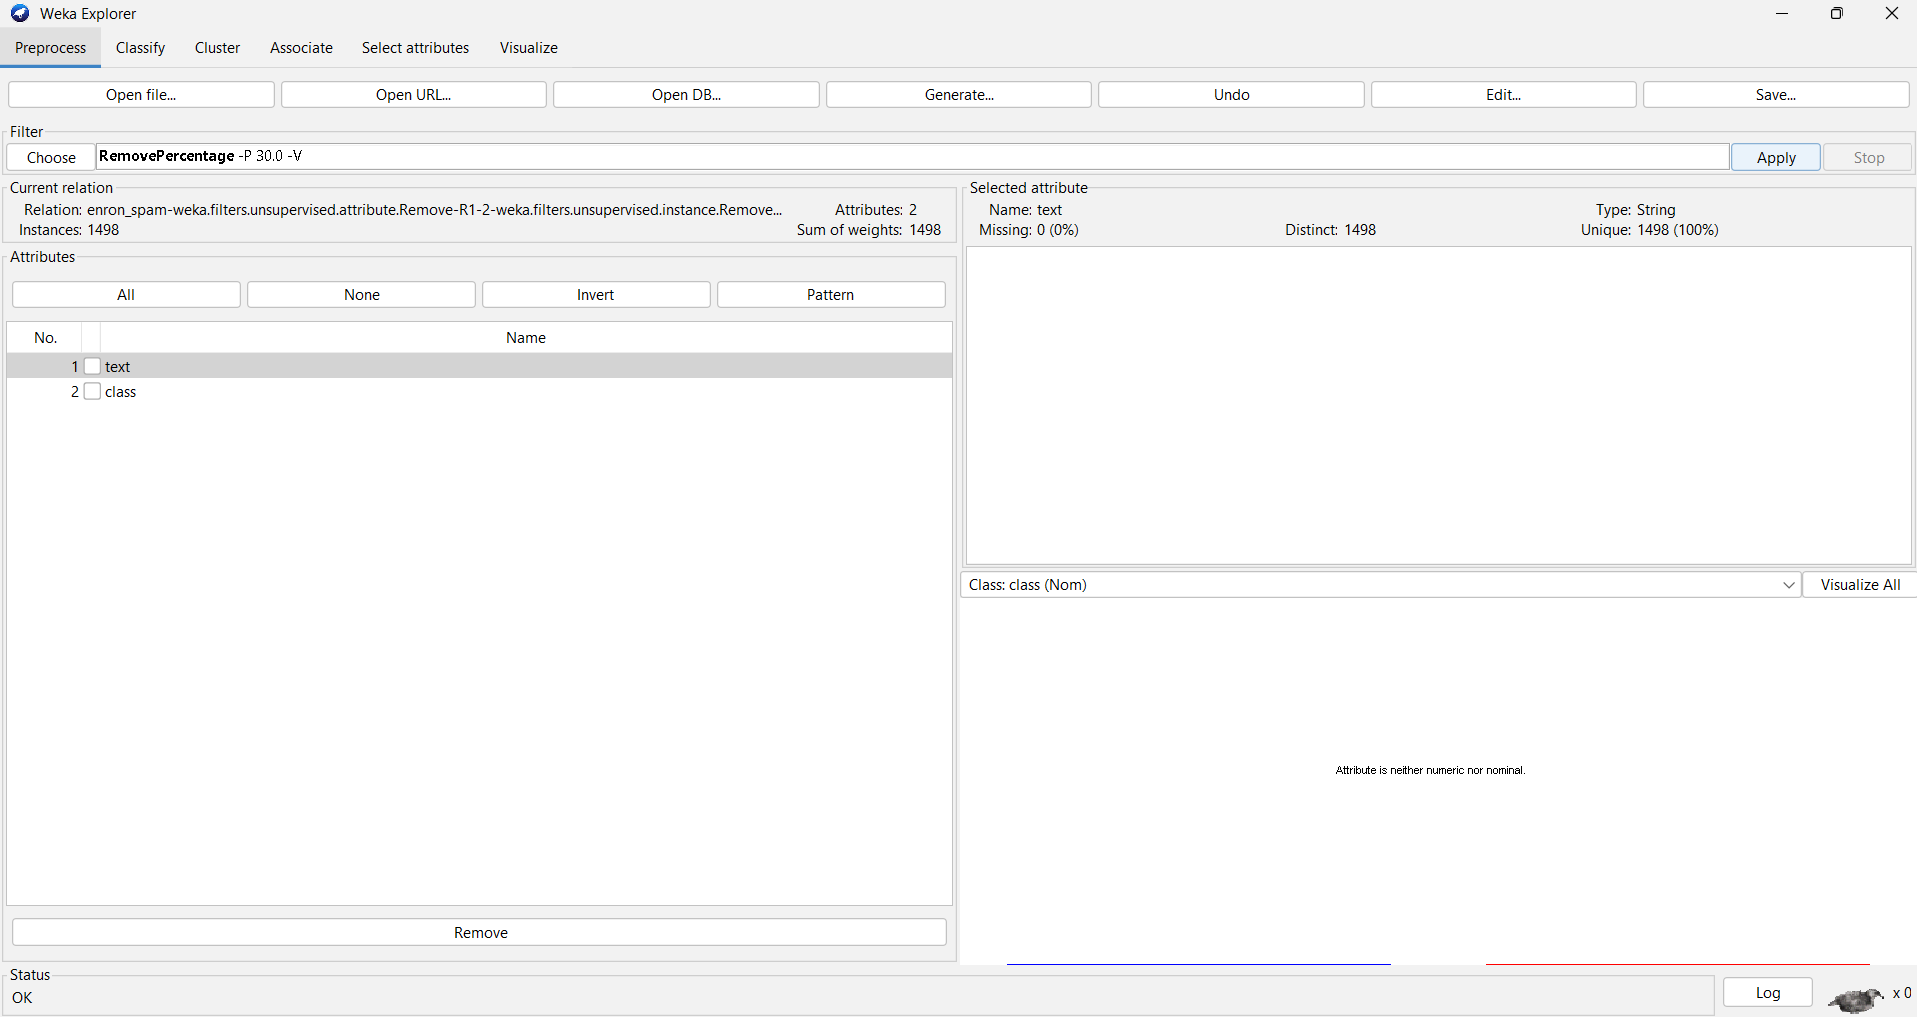 Weka Explorer
Preprocess Classify Cluster Associate Select attributes Visualize
Open file... Open URL... Open DB... Generate... Undo Edit... Save...
Filter
Choose RemovePercentage -P 30.0 -V Apply Stop
Current relation
Relation: enron_spam-weka.filters.unsupervised.attribute.Remove-R1-2-weka.filters.unsupervised.instance.Remove... Attributes: 2
Instances: 1498 Sum of weights: 1498
Selected attribute
Name: text Type: String
Missing: 0 (0%) Distinct: 1498 Unique: 1498 (100%)
Attributes
All None Invert Pattern
No. Name
1 text
2 class
Remove
Class: class (Nom) Visualize All
Attribute is neither numeric nor nominal.
Status
OK
Log x 0